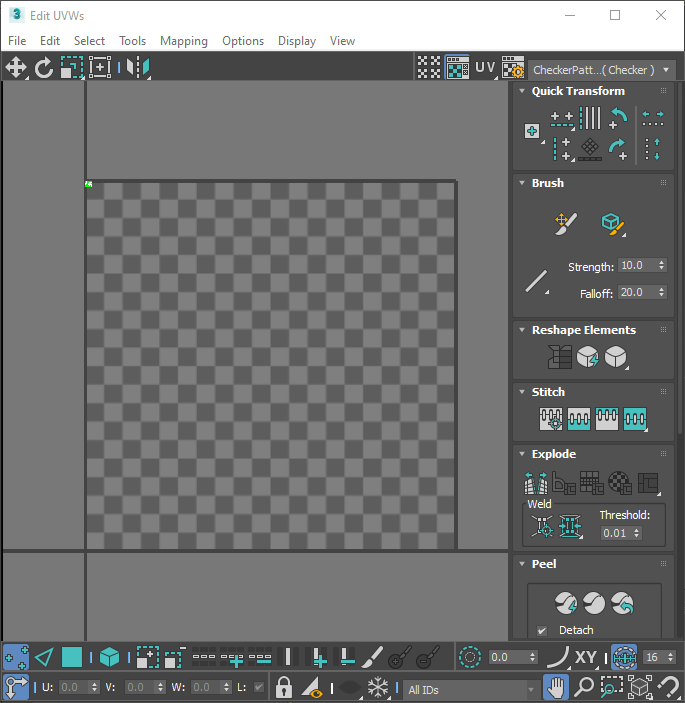 3 Edit UVWs
File Edit Select Tools Mapping Options Display View
UV CheckerPatt...( Checker )
Quick Transform
Brush
Strength: 10.0
Falloff: 20.0
Reshape Elements
Stitch
Explode
Weld
Threshold:
0.01
Peel
Detach
0.0 XY 16
U: 0.0 V: 0.0 W: 0.0 L: All IDs